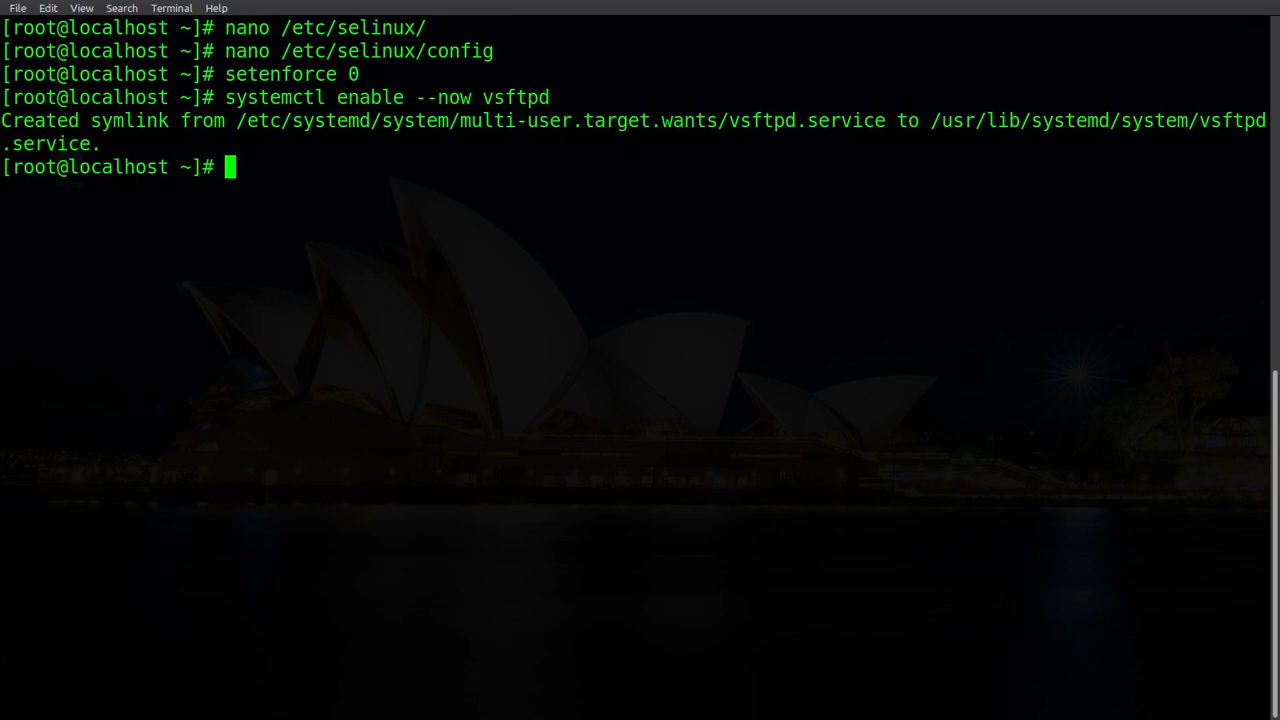 File Edit View Search Terminal Help
[root@localhost ~]# nano /etc/selinux/
[root@localhost ~]# nano /etc/selinux/config
[root@localhost ~]# setenforce 0
[root@localhost ~]# systemctl enable --now vsftpd
Created symlink from /etc/systemd/system/multi-user.target.wants/vsftpd.service to /usr/lib/systemd/system/vsftpd
.service.
[root@localhost ~]#